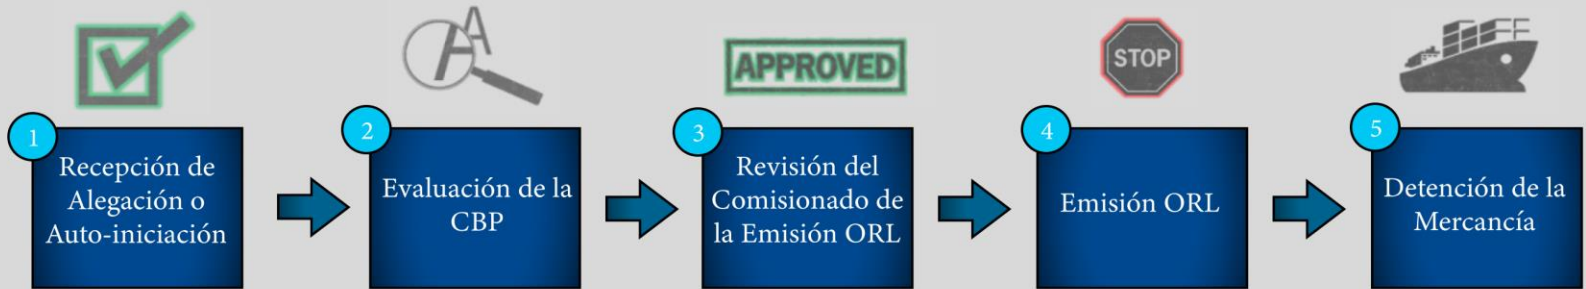 APPROVED
STOP
1
Recepción de
Alegación o
Auto-iniciación
2
Evaluación de la
CBP
3
Revisión del
Comisionado de
la Emisión ORL
4
Emisión ORL
5
Detención de la
Mercancía